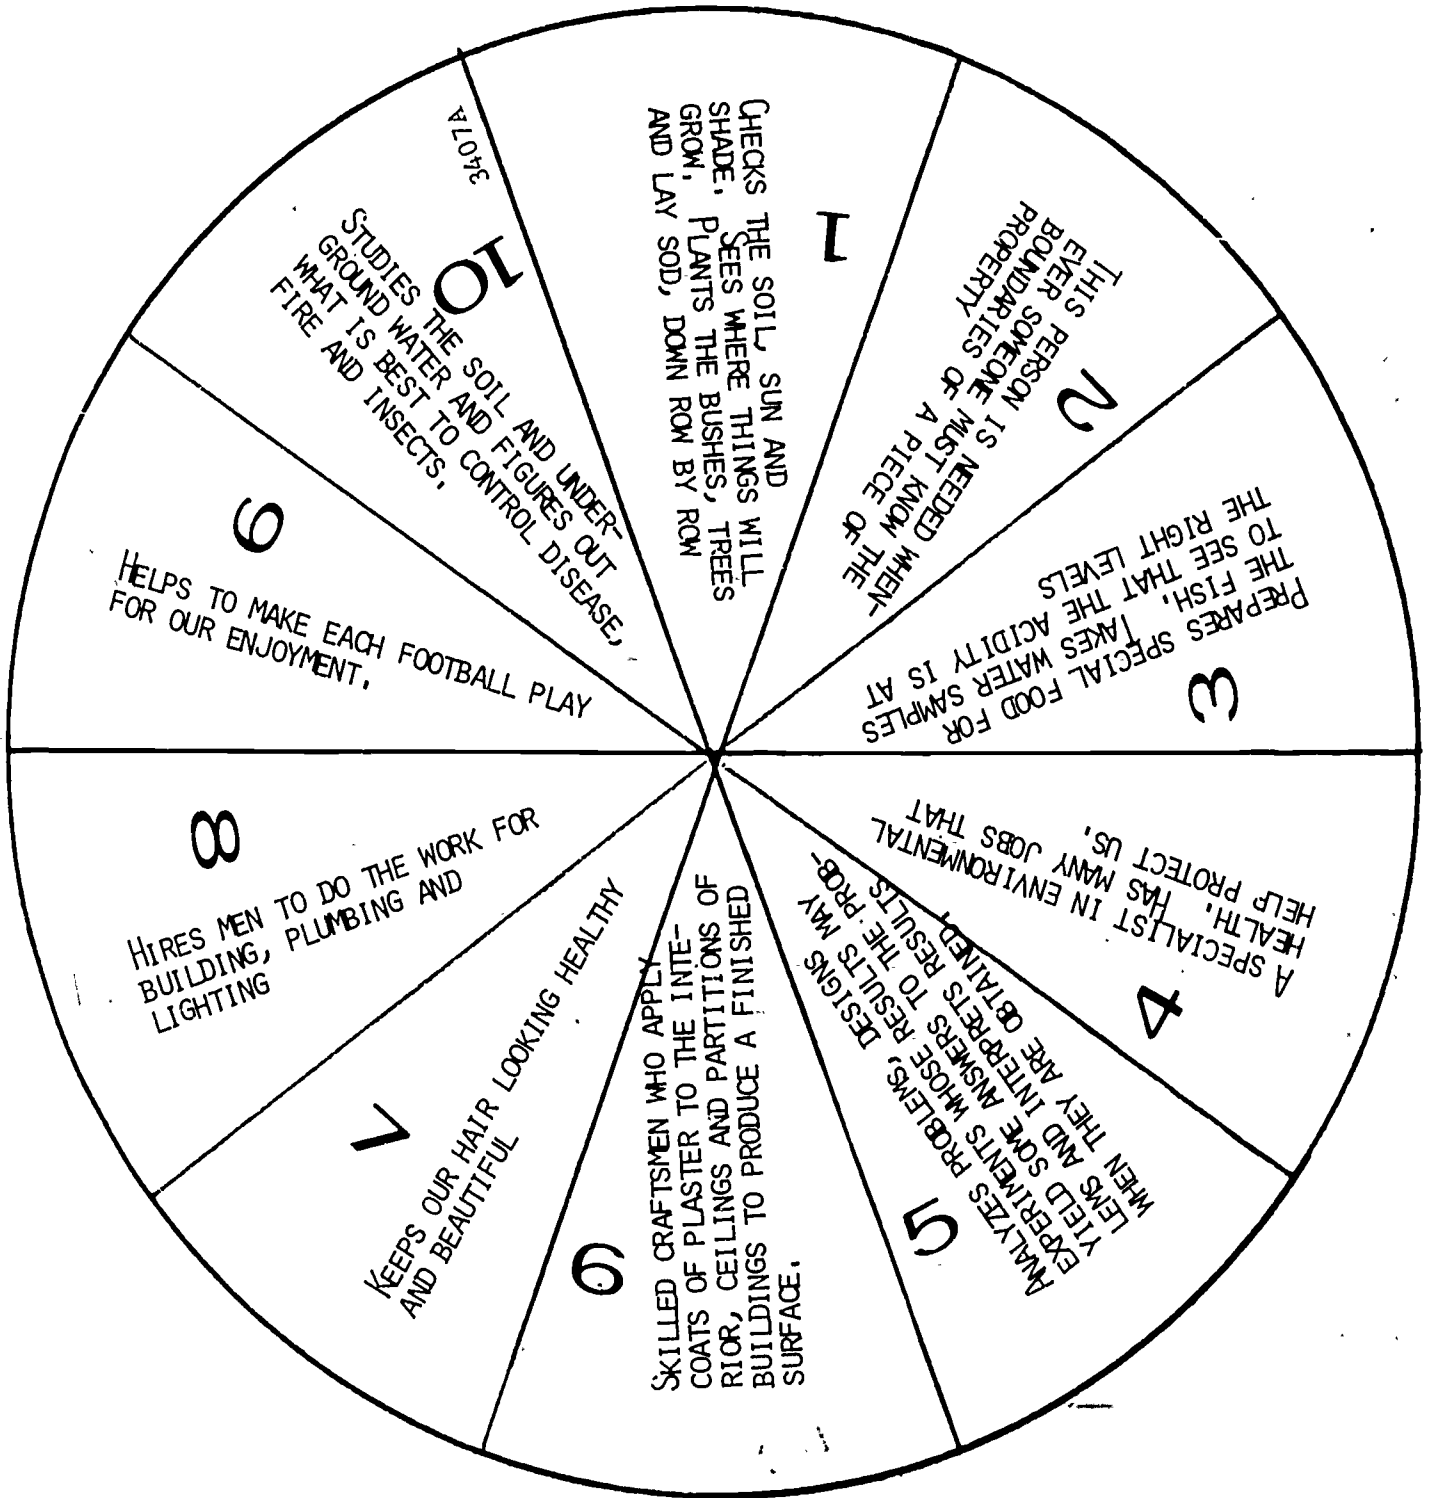 1
CHECKS THE SOIL, SUN AND
SHADE. SEES WHERE THINGS WILL
GROW. PLANTS THE BUSHES, TREES
AND LAY SOD, DOWN ROW BY ROW
2
THIS PERSON IS NEEDED WHEN-
EVER SOMEONE MUST KNOW THE
BOUNDARIES OF A PIECE OF
PROPERTY
3
PREPARES SPECIAL FOOD FOR
THE FISH. TAKES WATER SAMPLES
TO SEE THAT THE ACIDITY IS AT
THE RIGHT LEVELS
4
A SPECIALIST IN ENVIRONMENTAL
HEALTH. HAS MANY JOBS THAT
HELP PROTECT US.
5
ANALYZES PROBLEMS, DESIGNS
EXPERIMENTS WHOSE RESULTS MAY
YIELD SOME ANSWERS TO THE PROB-
LEMS AND INTERPRETS RESULTS
WHEN THEY ARE OBTAINED.
6
SKILLED CRAFTSMEN WHO APPLY
COATS OF PLASTER TO THE INTE-
RIOR, CEILINGS AND PARTITIONS OF
BUILDINGS TO PRODUCE A FINISHED
SURFACE.
7
KEEPS OUR HAIR LOOKING HEALTHY
AND BEAUTIFUL
8
HIRES MEN TO DO THE WORK FOR
BUILDING, PLUMBING AND
LIGHTING
9
HELPS TO MAKE EACH FOOTBALL PLAY
FOR OUR ENJOYMENT.
10
STUDIES THE SOIL AND UNDER-
GROUND WATER AND FIGURES OUT
WHAT IS BEST TO CONTROL DISEASE,
FIRE AND INSECTS.
3407A